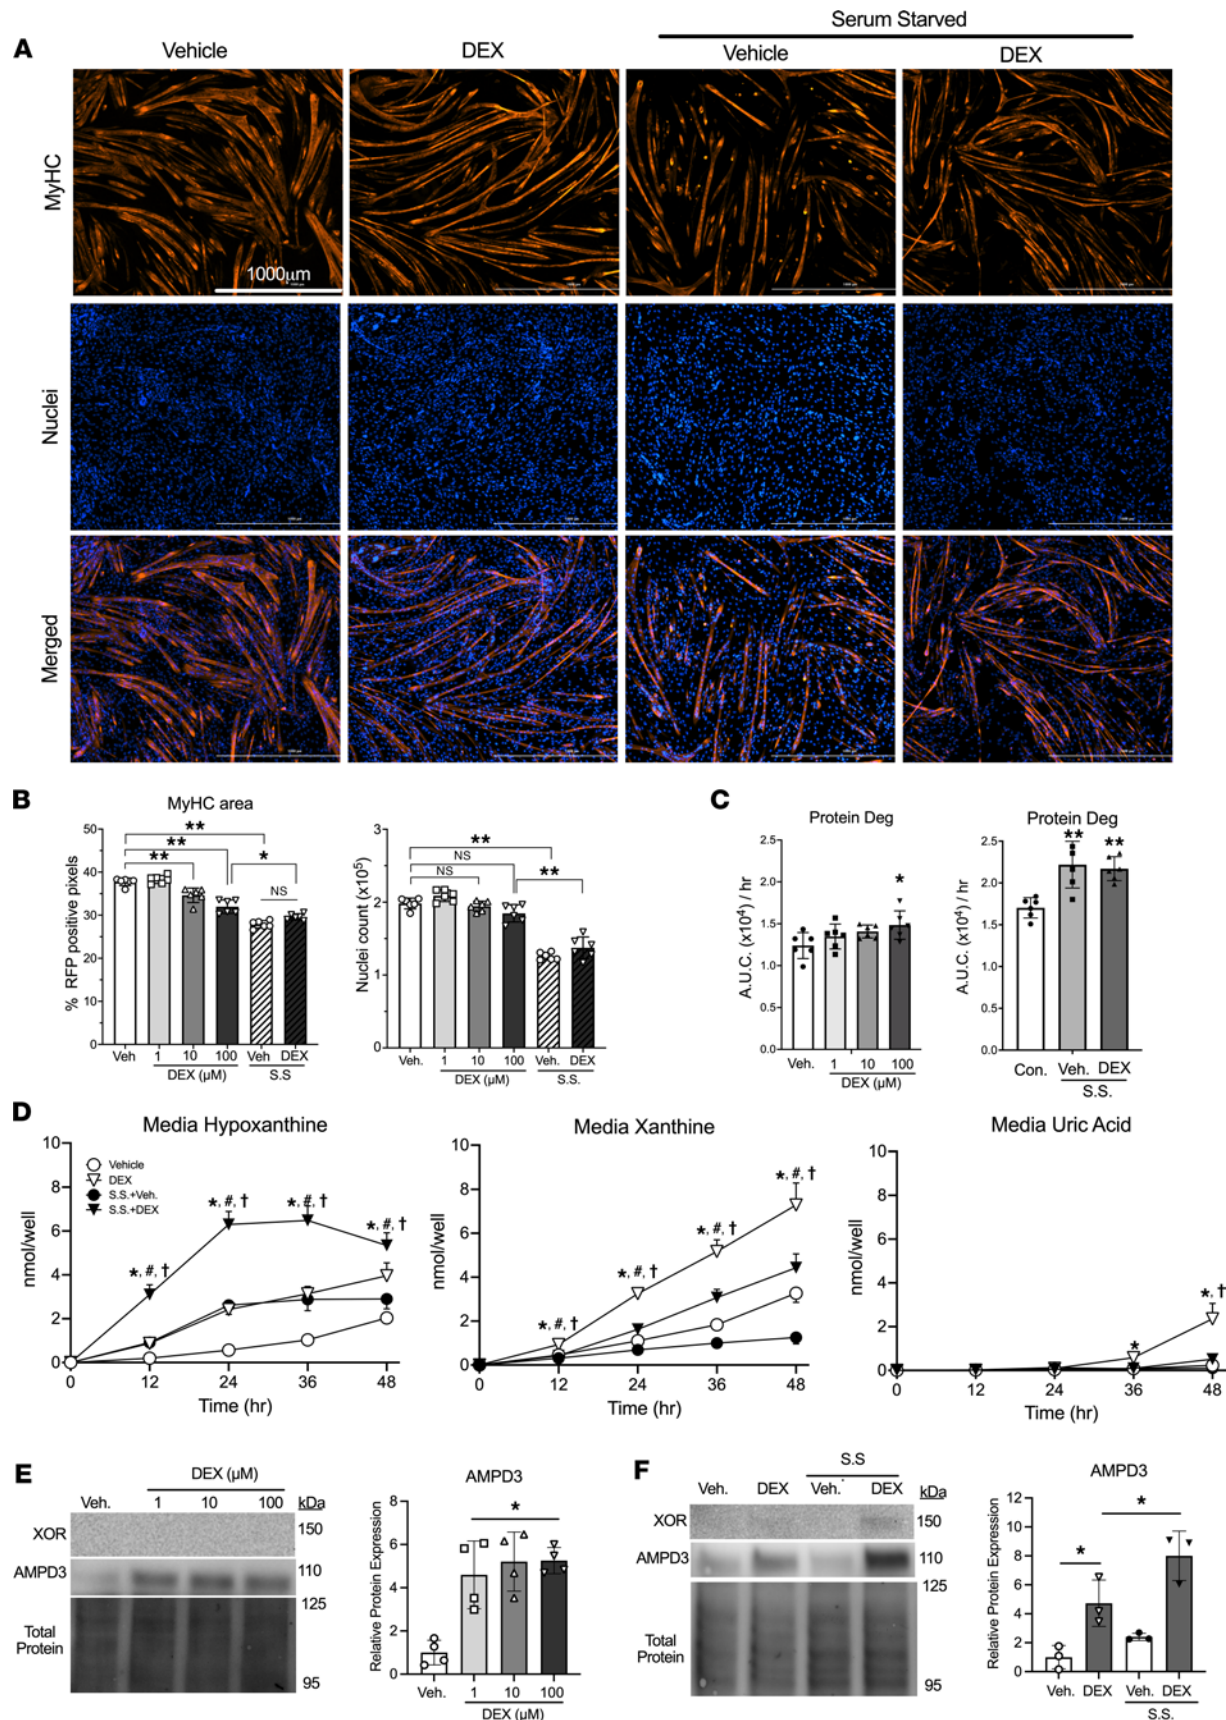 Serum Starved
A
Vehicle
DEX
Vehicle
DEX
MyHC
1000µm
Nuclei
Merged
B
MyHC area
% RFP positive pixels
50
40
30
20
10
0
**
**
**
*
NS
Veh
1
10
100
Veh
DEX
DEX (µM)
S.S
Nuclei count (x10⁵)
3
2
1
0
**
NS
NS
**
Veh.
1
10
100
Veh.
DEX
DEX (µM)
S.S.
C
Protein Deg
A.U.C. (x10⁴) / hr
2.5
2.0
1.5
1.0
0.5
0.0
*
Veh.
1
10
100
DEX (µM)
Protein Deg
A.U.C. (x10⁴) / hr
2.5
2.0
1.5
1.0
0.5
0.0
**
**
Con.
Veh.
DEX
S.S.
D
Media Hypoxanthine
nmol/well
10
8
6
4
2
0
Vehicle
DEX
S.S.+Veh.
S.S.+DEX
*, #, †
*, #, †
*, #, †
*, #, †
0
12
24
36
48
Time (hr)
Media Xanthine
nmol/well
10
8
6
4
2
0
*, #, †
*, #, †
*, #, †
*, #, †
0
12
24
36
48
Time (hr)
Media Uric Acid
nmol/well
10
8
6
4
2
0
*
*, †
0
12
24
36
48
Time (hr)
E
DEX (µM)
Veh.
1
10
100
kDa
XOR
150
AMPD3
110
125
Total
Protein
95
AMPD3
Relative Protein Expression
8
6
4
2
0
*
Veh.
1
10
100
DEX (µM)
F
S.S
Veh.
DEX
Veh.
DEX
kDa
XOR
150
AMPD3
110
125
Total
Protein
95
AMPD3
Relative Protein Expression
12
10
8
6
4
2
0
*
*
Veh.
DEX
Veh.
DEX
S.S.